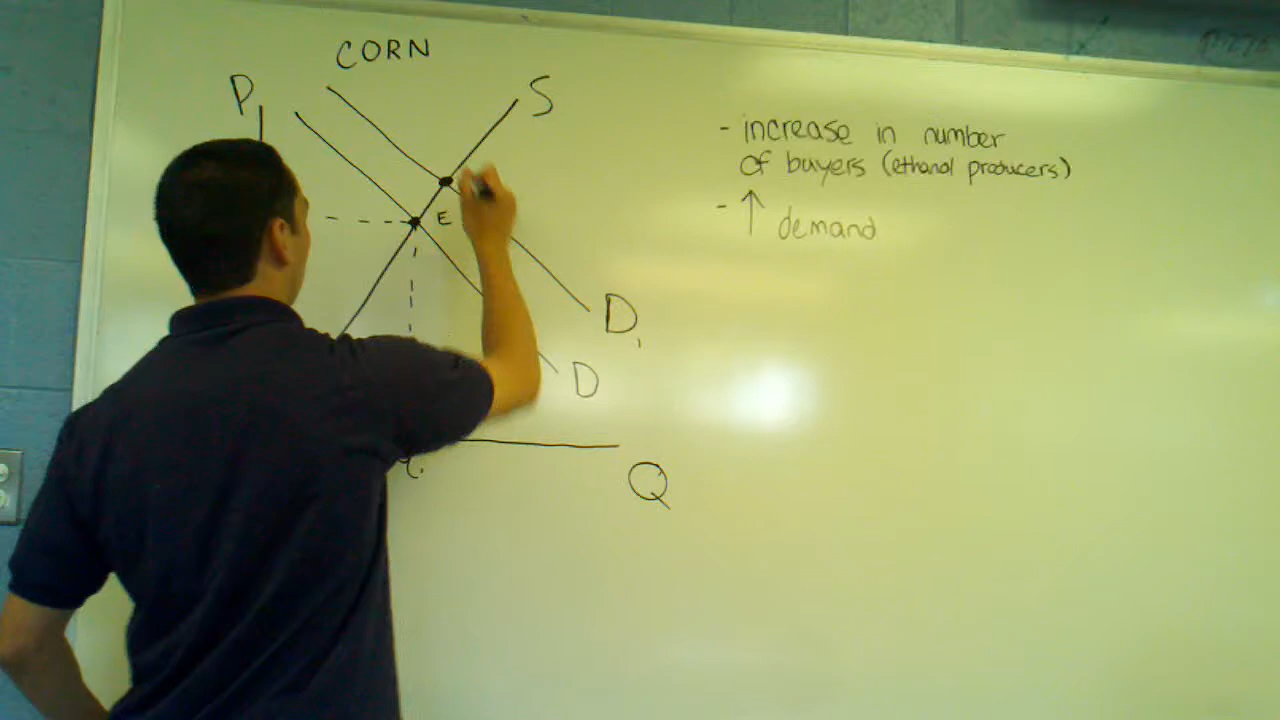 CORN
P
S
E
D1
D
Q
- increase in number
of buyers (ethanol producers)
- ↑ demand